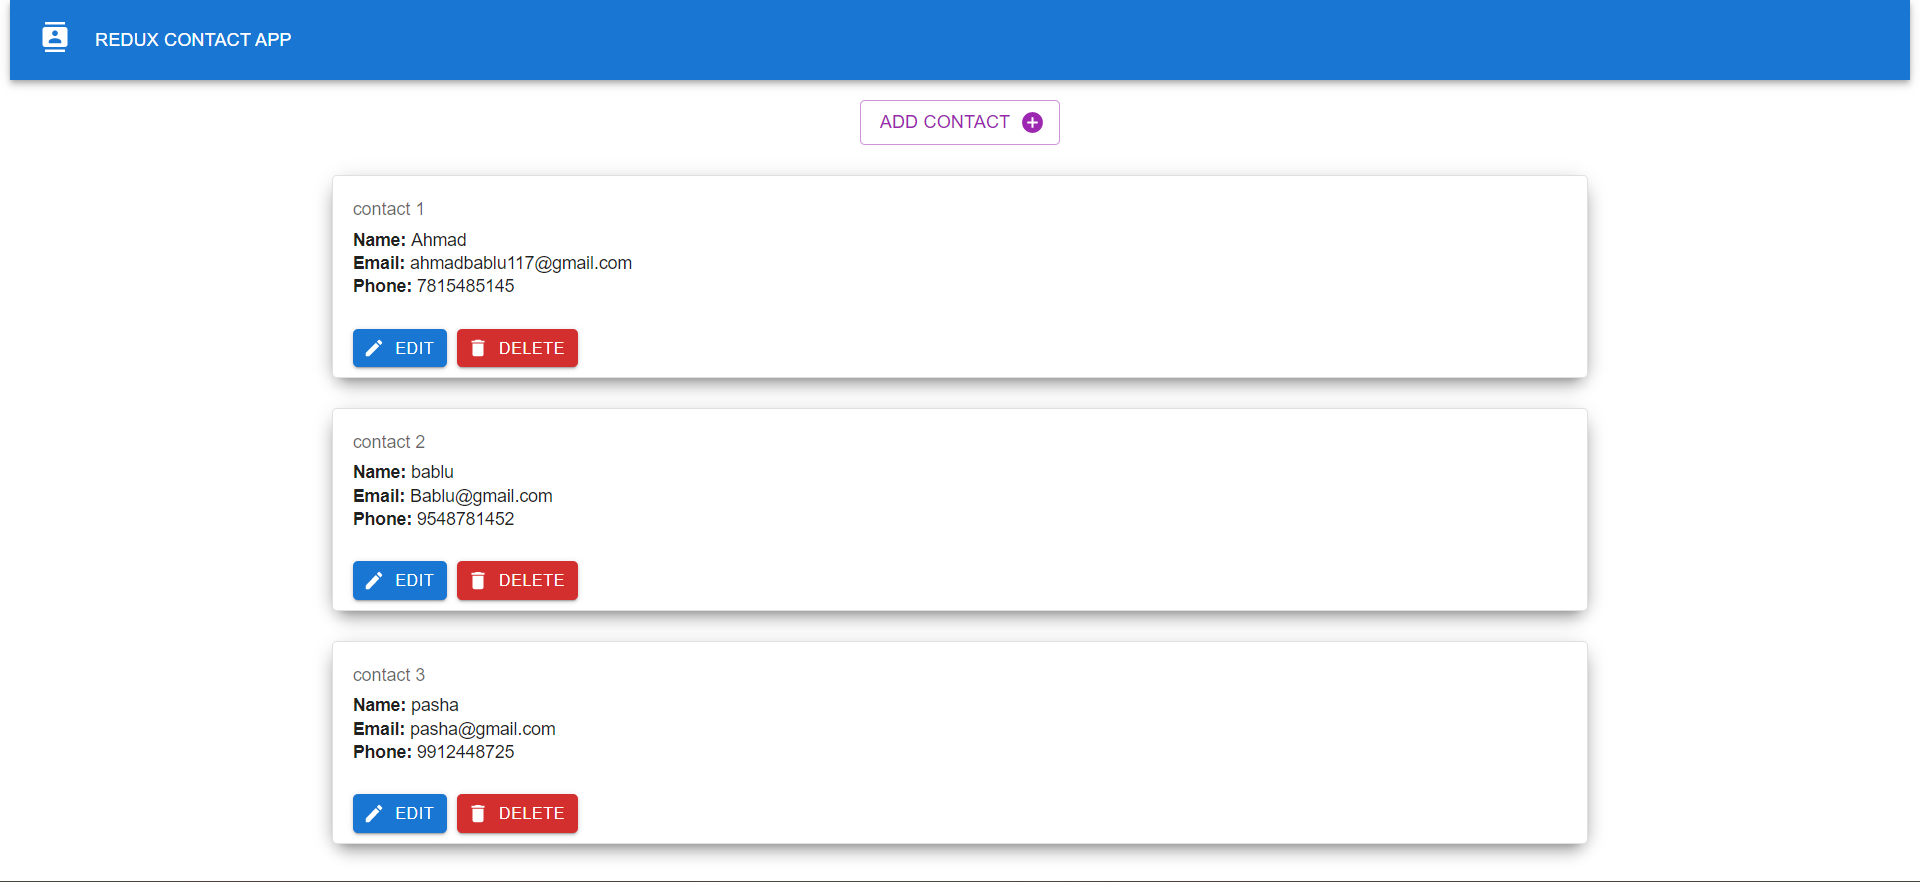 REDUX CONTACT APP
ADD CONTACT
contact 1
Name: Ahmad
Email: ahmadbablu117@gmail.com
Phone: 7815485145
EDIT DELETE
contact 2
Name: bablu
Email: Bablu@gmail.com
Phone: 9548781452
EDIT DELETE
contact 3
Name: pasha
Email: pasha@gmail.com
Phone: 9912448725
EDIT DELETE